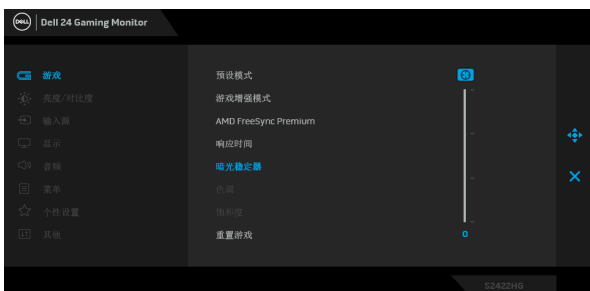 DELL Dell 24 Gaming Monitor
游戏 预设模式
亮度/对比度 游戏增强模式
输入源 AMD FreeSync Premium
显示 响应时间
音频 暗光稳定器
菜单 色调
个性设置 饱和度
其他 重置游戏 0
S2422HG